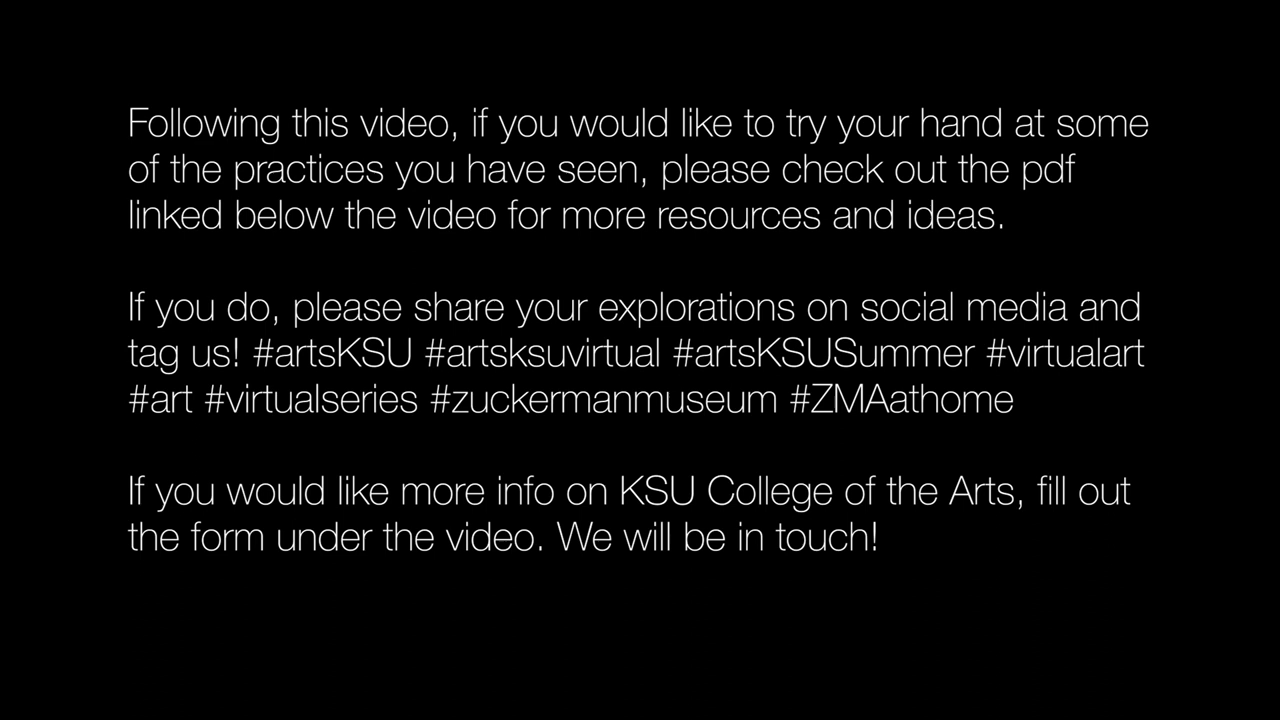 Following this video, if you would like to try your hand at some
of the practices you have seen, please check out the pdf
linked below the video for more resources and ideas.
If you do, please share your explorations on social media and
tag us! #artsKSU #artsksuvirtual #artsKSUSummer #virtualart
#art #virtualseries #zuckermanmuseum #ZMAathome
If you would like more info on KSU College of the Arts, fill out
the form under the video. We will be in touch!